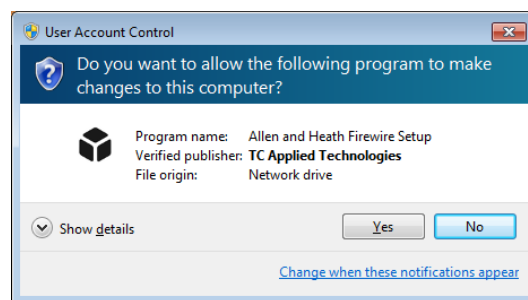 User Account Control
Do you want to allow the following program to make
changes to this computer?
Program name: Allen and Heath Firewire Setup
Verified publisher: TC Applied Technologies
File origin: Network drive
Show details Yes No
Change when these notifications appear